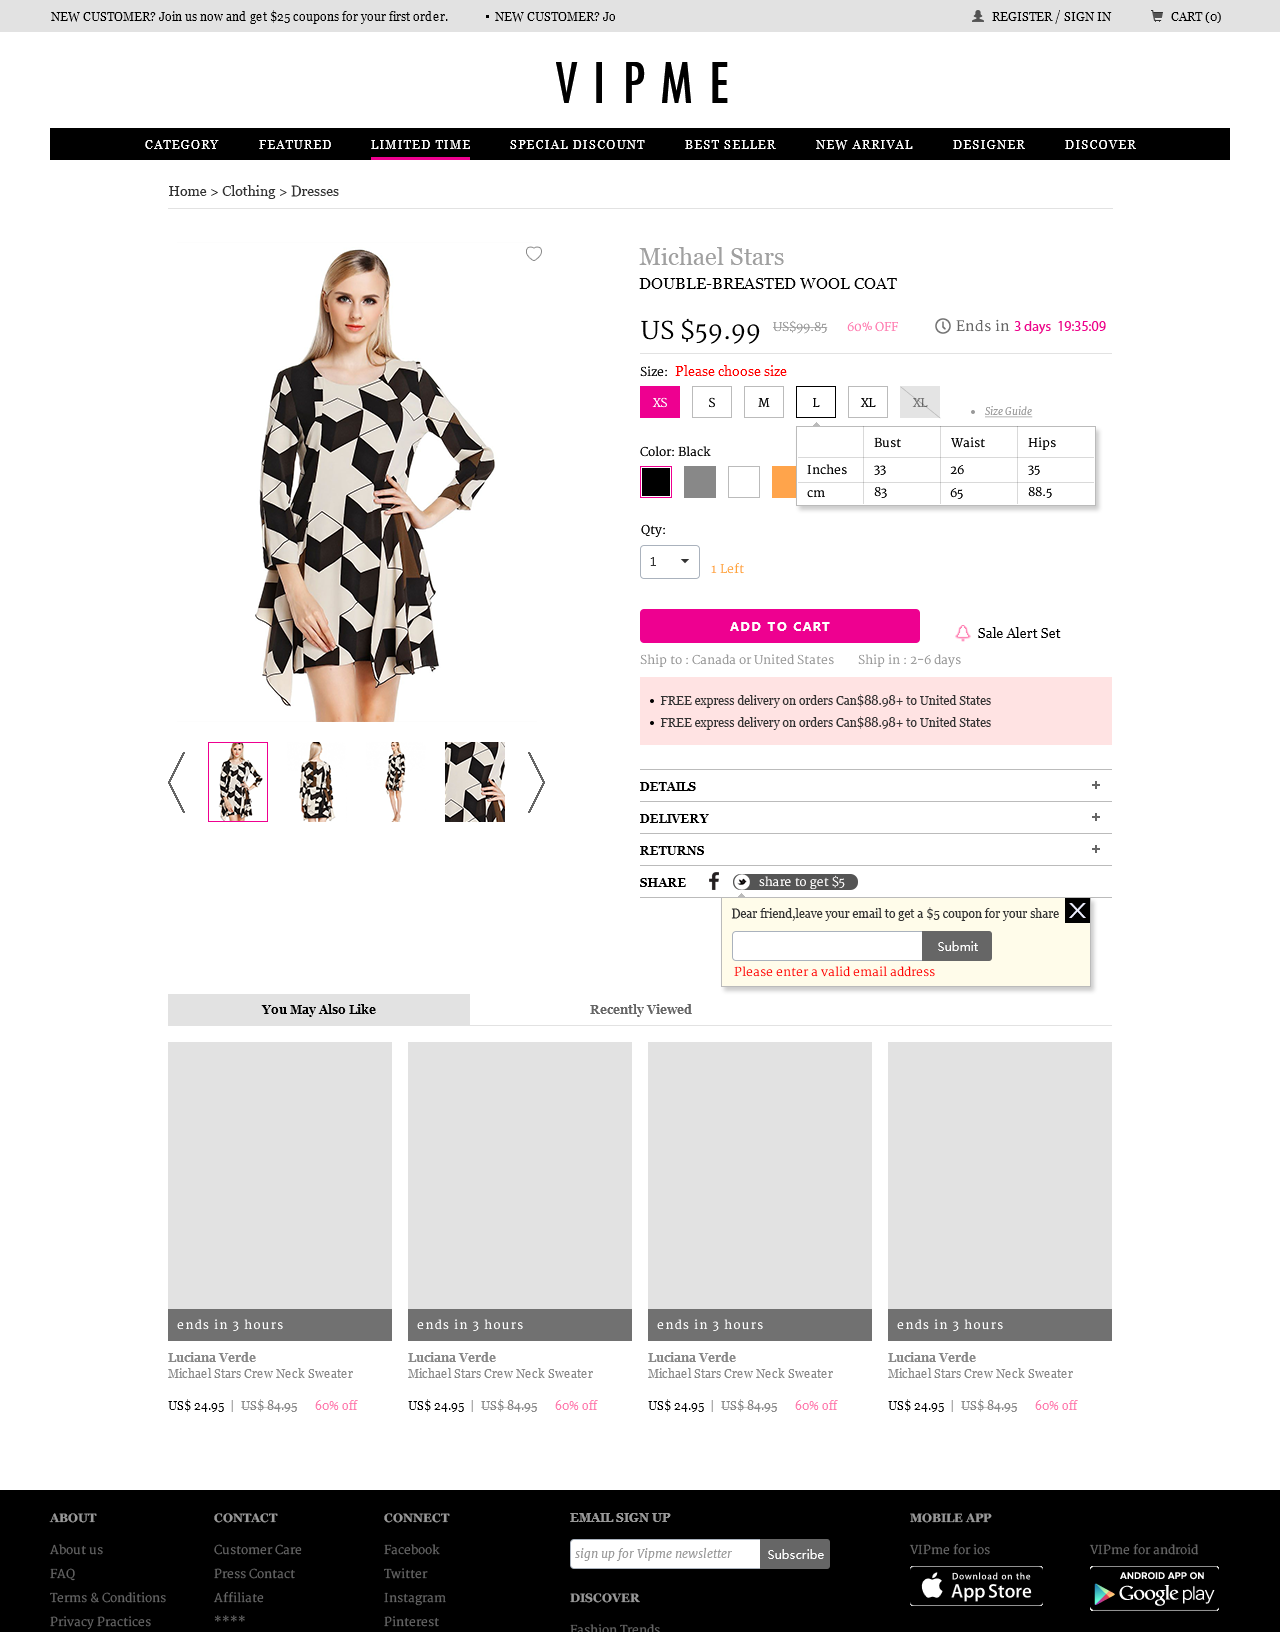 NEW CUSTOMER? Join us now and get $25 coupons for your first order. • NEW CUSTOMER? Jo
REGISTER / SIGN IN CART (0)
VIPME
CATEGORY FEATURED LIMITED TIME SPECIAL DISCOUNT BEST SELLER NEW ARRIVAL DESIGNER DISCOVER
Home > Clothing > Dresses
Michael Stars
DOUBLE-BREASTED WOOL COAT
US $59.99 US$99.85 60% OFF Ends in 3 days 19:35:09
Size: Please choose size
XS S M L XL XL • Size Guide
Bust Waist Hips
Inches 33 26 35
cm 83 65 88.5
Color: Black
Qty:
1 1 Left
ADD TO CART
Sale Alert Set
Ship to : Canada or United States Ship in : 2-6 days
• FREE express delivery on orders Can$88.98+ to United States
• FREE express delivery on orders Can$88.98+ to United States
DETAILS +
DELIVERY +
RETURNS +
SHARE f share to get $5
Dear friend,leave your email to get a $5 coupon for your share
Submit
Please enter a valid email address
You May Also Like Recently Viewed
ends in 3 hours ends in 3 hours ends in 3 hours ends in 3 hours
Luciana Verde Luciana Verde Luciana Verde Luciana Verde
Michael Stars Crew Neck Sweater Michael Stars Crew Neck Sweater Michael Stars Crew Neck Sweater Michael Stars Crew Neck Sweater
US$ 24.95 | US$ 84.95 60% off US$ 24.95 | US$ 84.95 60% off US$ 24.95 | US$ 84.95 60% off US$ 24.95 | US$ 84.95 60% off
ABOUT
About us
FAQ
Terms & Conditions
Privacy Practices
CONTACT
Customer Care
Press Contact
Affiliate
****
CONNECT
Facebook
Twitter
Instagram
Pinterest
EMAIL SIGN UP
sign up for Vipme newsletter Subscribe
DISCOVER
Fashion Trends
MOBILE APP
VIPme for ios VIPme for android
Download on the
App Store
ANDROID APP ON
Google play